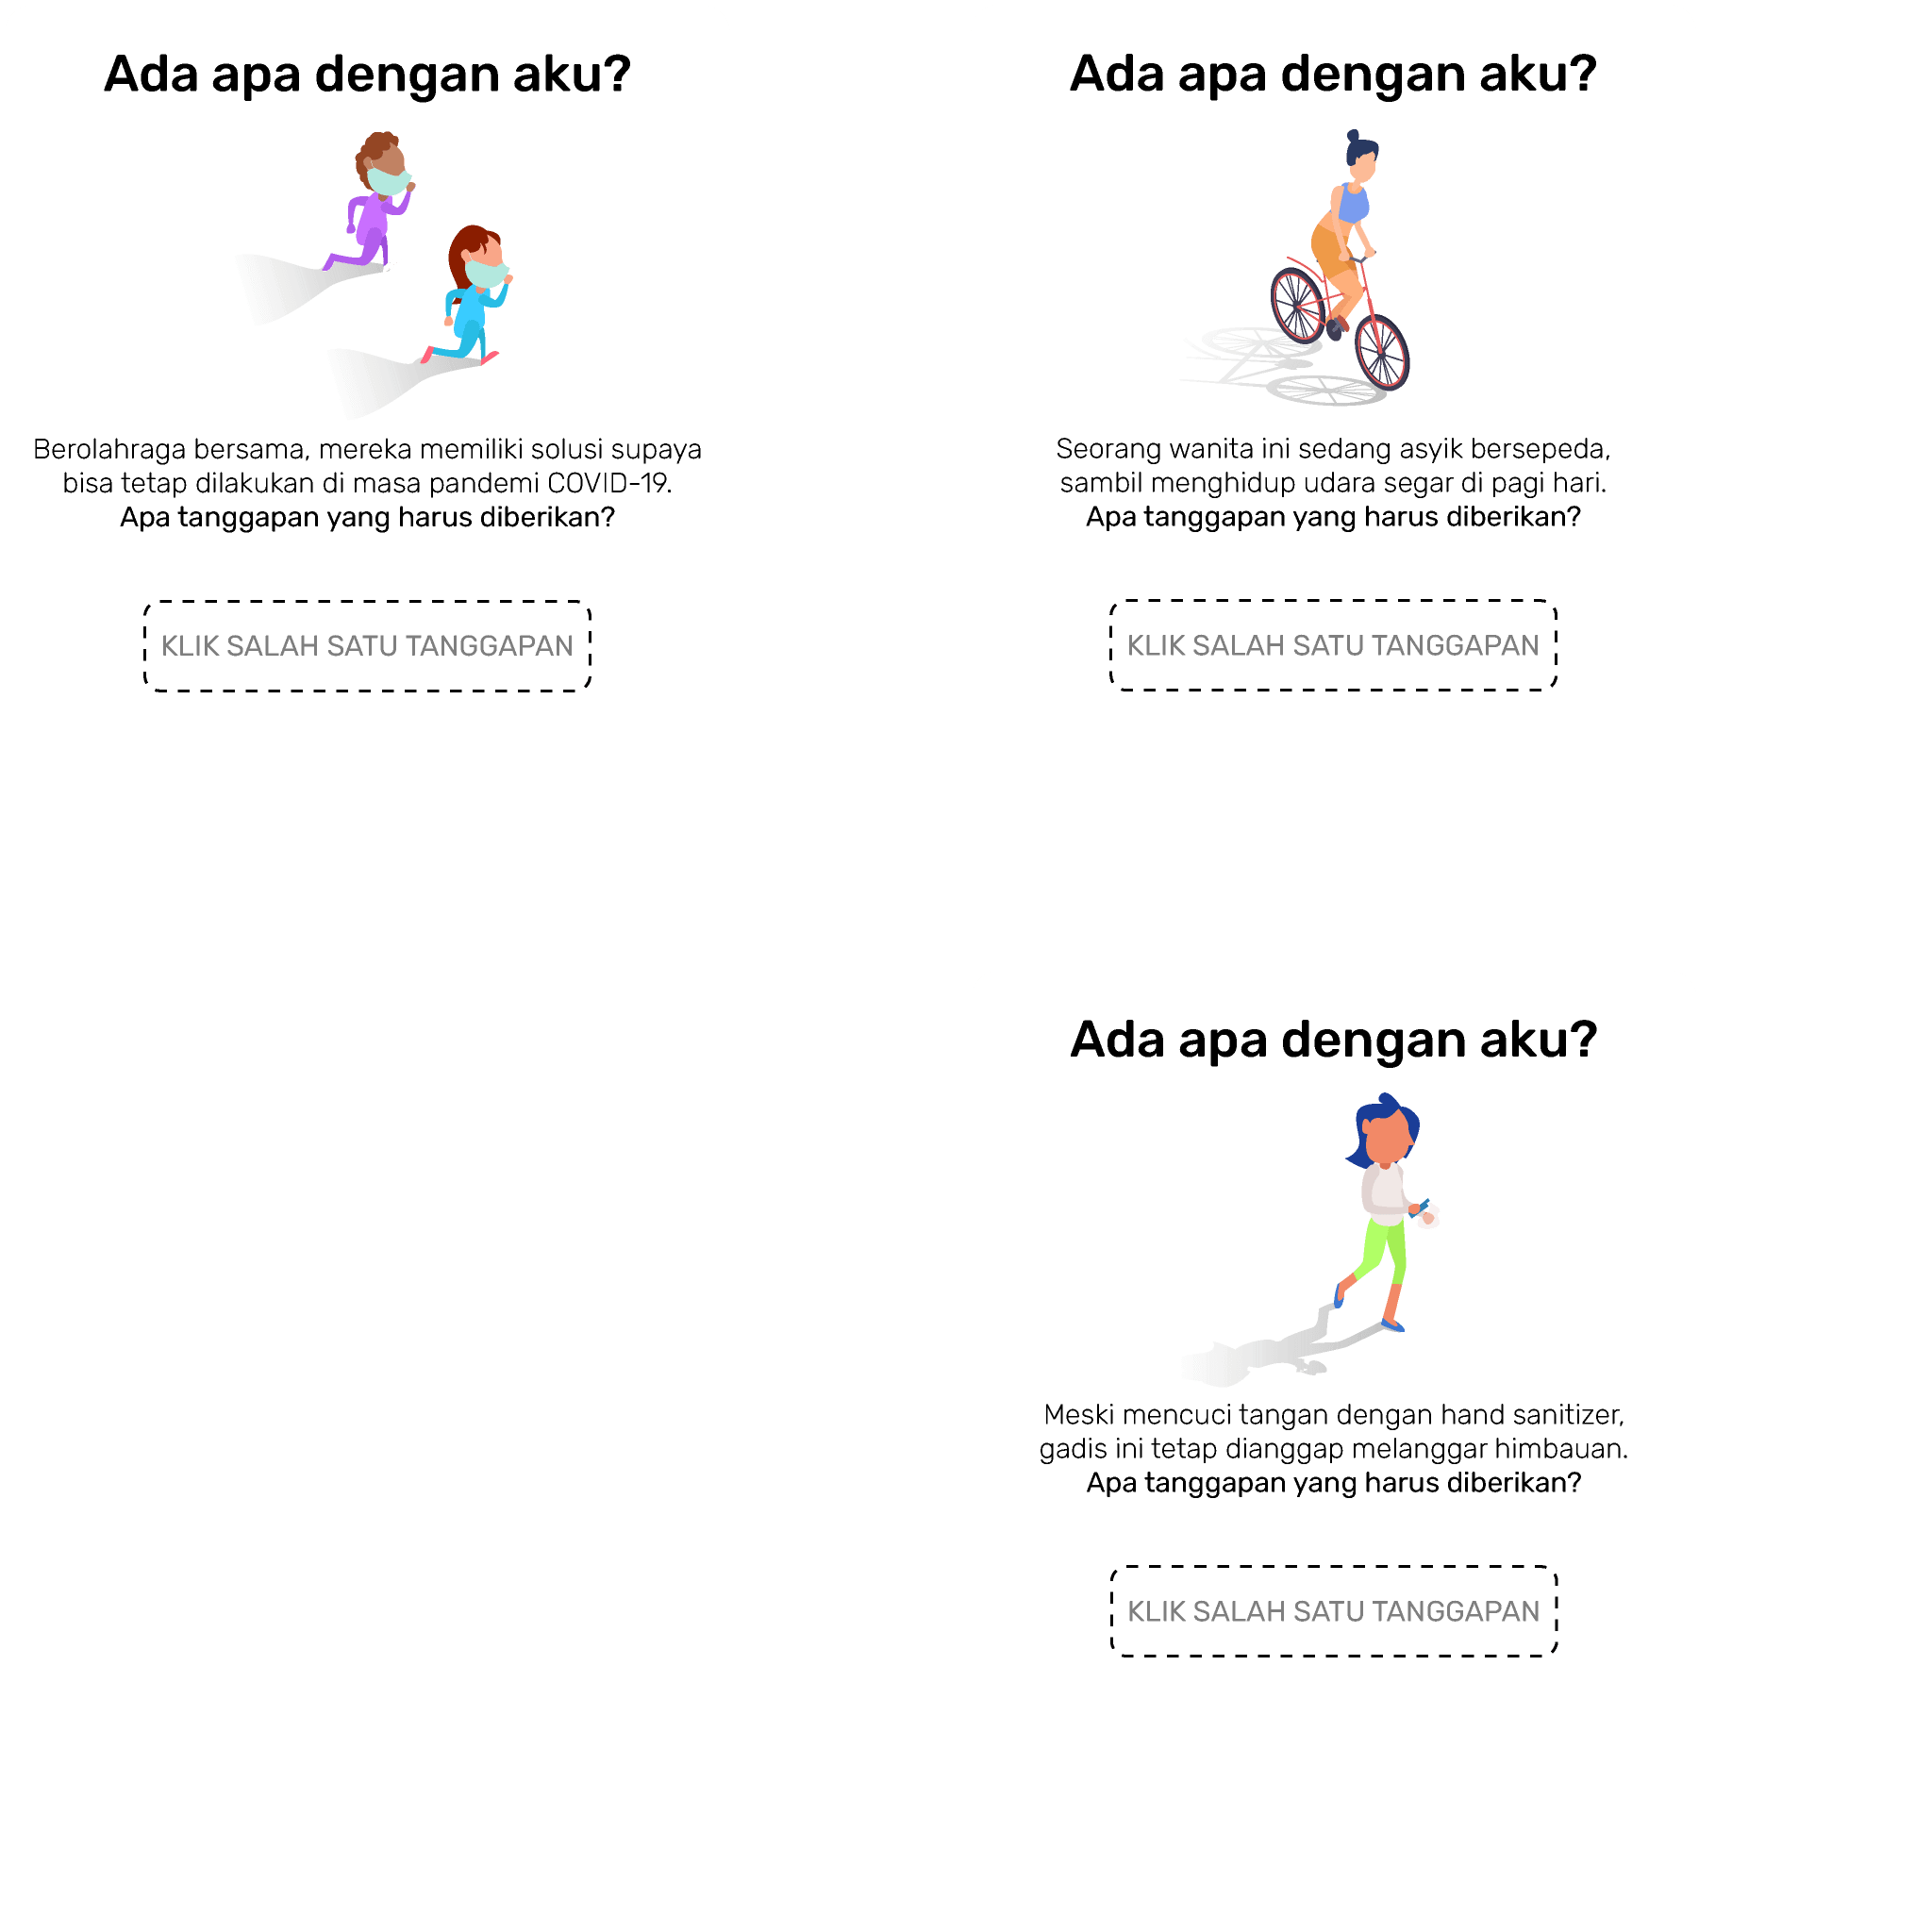 Ada apa dengan aku?
Berolahraga bersama, mereka memiliki solusi supaya
bisa tetap dilakukan di masa pandemi COVID-19.
Apa tanggapan yang harus diberikan?
KLIK SALAH SATU TANGGAPAN
Ada apa dengan aku?
Seorang wanita ini sedang asyik bersepeda,
sambil menghidup udara segar di pagi hari.
Apa tanggapan yang harus diberikan?
KLIK SALAH SATU TANGGAPAN
Ada apa dengan aku?
Meski mencuci tangan dengan hand sanitizer,
gadis ini tetap dianggap melanggar himbauan.
Apa tanggapan yang harus diberikan?
KLIK SALAH SATU TANGGAPAN